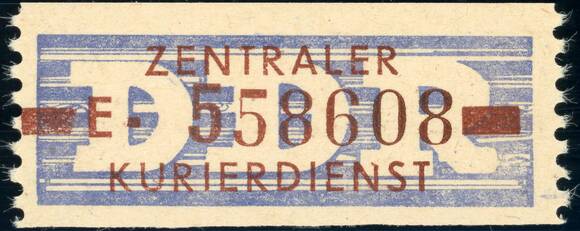 ZENTRALER
DDR
E· 558608
KURIERDIENST